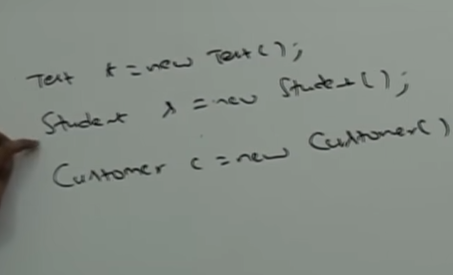 Test t = new Test();
Student s = new Student();
Customer c = new Customer()